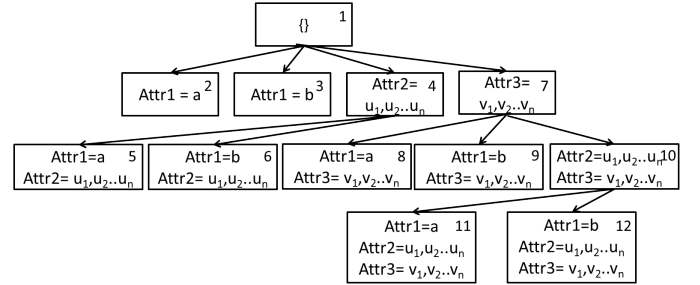 {} 1
Attr1 = a 2
Attr1 = b 3
Attr2= 4
u₁,u₂..uₙ
Attr3= 7
v₁,v₂..vₙ
Attr1=a 5
Attr2= u₁,u₂..uₙ
Attr1=b 6
Attr2= u₁,u₂..uₙ
Attr1=a 8
Attr3= v₁,v₂..vₙ
Attr1=b 9
Attr3= v₁,v₂..vₙ
Attr2=u₁,u₂..uₙ 10
Attr3= v₁,v₂..vₙ
Attr1=a 11
Attr2=u₁,u₂..uₙ
Attr3= v₁,v₂..vₙ
Attr1=b 12
Attr2=u₁,u₂..uₙ
Attr3= v₁,v₂..vₙ